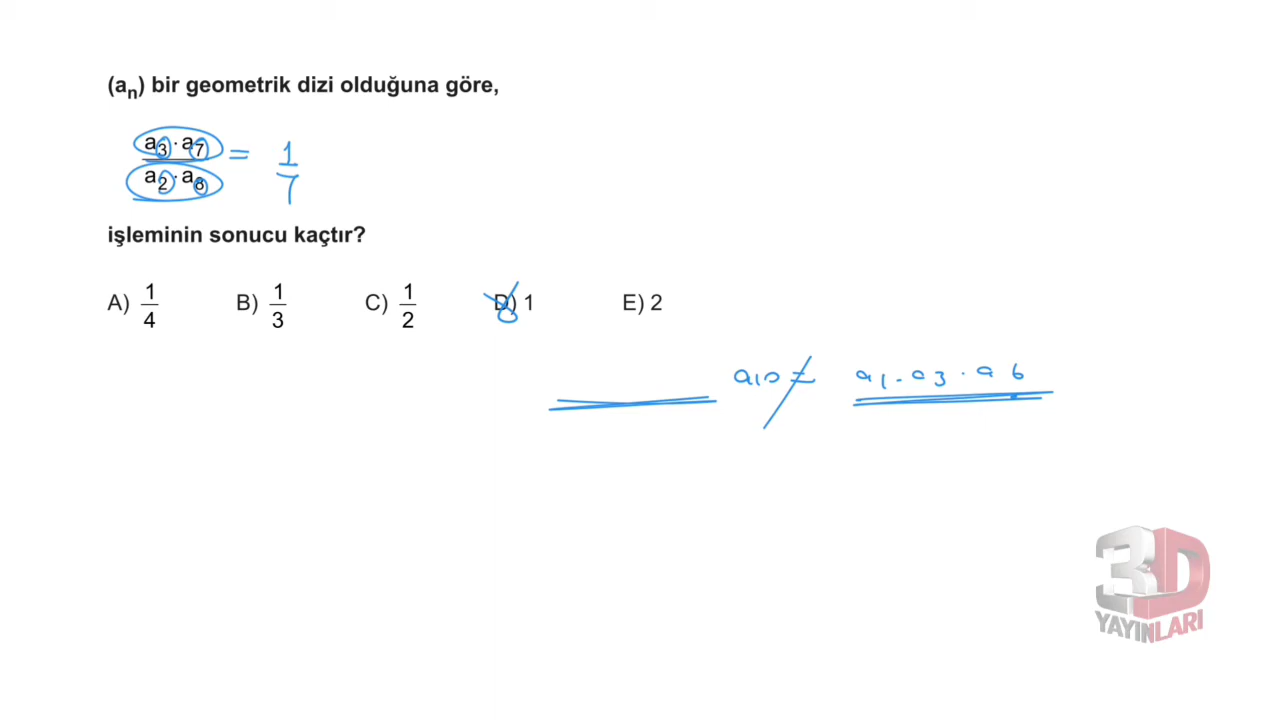 (an) bir geometrik dizi olduğuna göre,
a3 · a7
= 1
7
a2 · a8
işleminin sonucu kaçtır?
A) 1/4 B) 1/3 C) 1/2 D) 1 E) 2
a10 = a1 . a3 . a6
3D
YAYINLARI